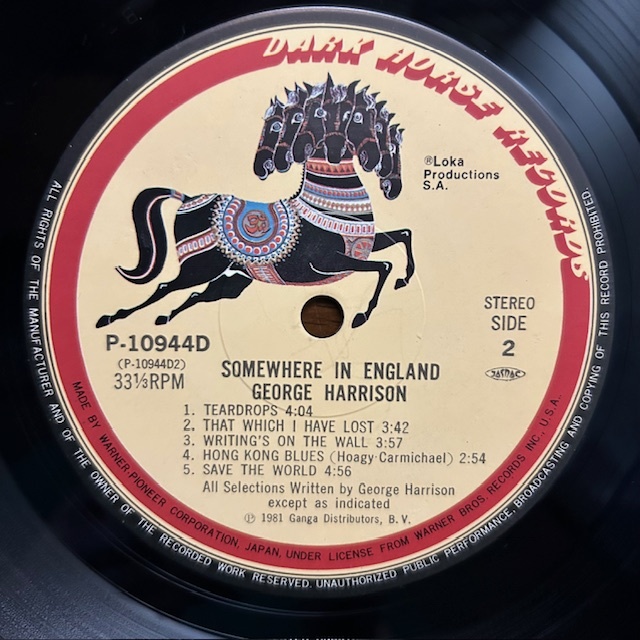 DARK HORSE RECORDS
®Lōkā
Productions
S.A.
STEREO
SIDE
2
JASRAC
P-10944D
(P-10944D2)
33⅓RPM
SOMEWHERE IN ENGLAND
GEORGE HARRISON
1. TEARDROPS 4:04
2. THAT WHICH I HAVE LOST 3:42
3. WRITING'S ON THE WALL 3:57
4. HONG KONG BLUES (Hoagy-Carmichael) 2:54
5. SAVE THE WORLD 4:56
All Selections Written by George Harrison
except as indicated
℗ 1981 Ganga Distributors, B. V.
MADE BY WARNER-PIONEER CORPORATION, JAPAN, UNDER LICENSE FROM WARNER BROS. RECORDS INC., U.S.A.
ALL RIGHTS OF THE MANUFACTURER AND OF THE OWNER OF THE RECORDED WORK RESERVED. UNAUTHORIZED PUBLIC PERFORMANCE, BROADCASTING AND COPYING OF THIS RECORD PROHIBITED.